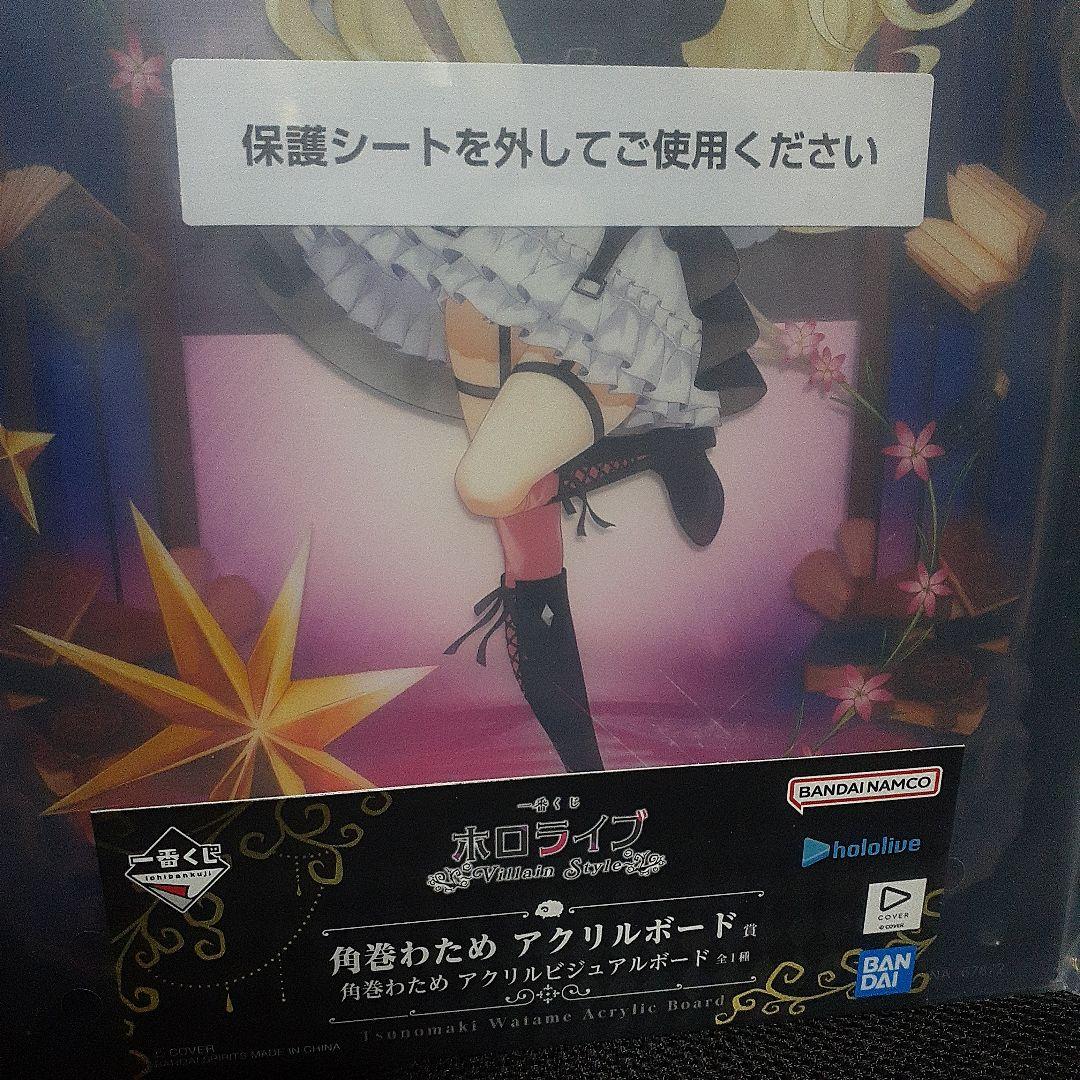 保護シートを外してご使用ください
BANDAI NAMCO
一番くじ
ホロライブ
Villain Style
hololive
一番くじ
ichibankuji
COVER
© COVER
角巻わため アクリルボード 賞
角巻わため アクリルビジュアルボード 全1種
BAN
DAI
Tsunomaki Watame Acrylic Board
© COVER
BANDAI SPIRITS MADE IN CHINA